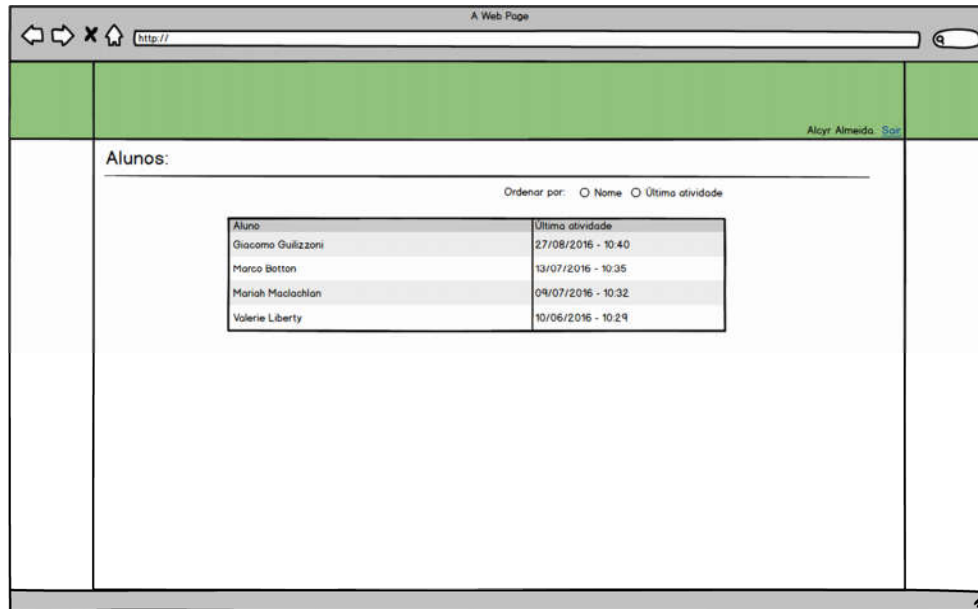 A Web Page
http://
Alcyr Almeida Sair
Alunos:
Ordenar por: Nome Última atividade
Aluno Última atividade
Giacomo Guilizzoni 27/08/2016 - 10:40
Marco Botton 13/07/2016 - 10:35
Mariah Maclachlan 09/07/2016 - 10:32
Valerie Liberty 10/06/2016 - 10:29